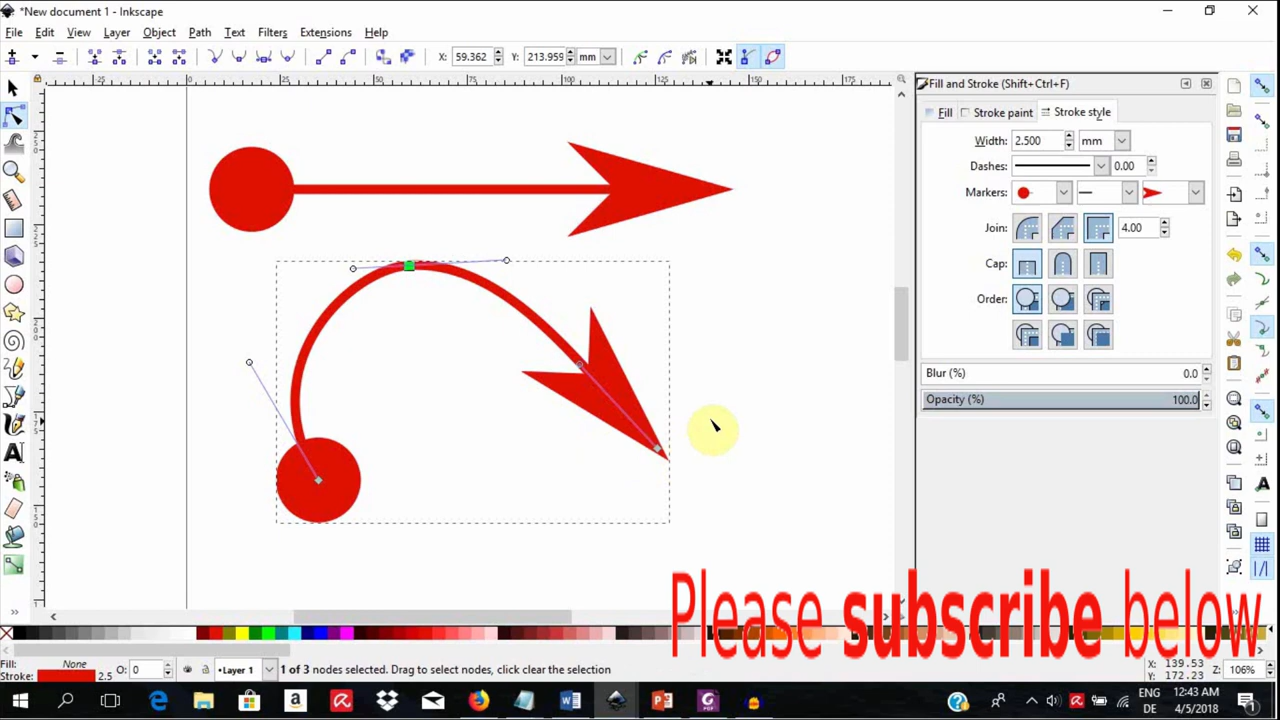 *New document 1 - Inkscape
File Edit View Layer Object Path Text Filters Extensions Help
X: 59.362 Y: 213.959 mm
Fill and Stroke (Shift+Ctrl+F)
Fill Stroke paint Stroke style
Width: 2.500 mm
Dashes: 0.00
Markers:
Join: 4.00
Cap:
Order:
Blur (%) 0.0
Opacity (%) 100.0
Please subscribe below
Fill: None
Stroke: 2.5
O: 0
Layer 1
1 of 3 nodes selected. Drag to select nodes, click clear the selection
X: 139.53
Y: 172.23
Z: 106%
ENG
DE
12:43 AM
4/5/2018